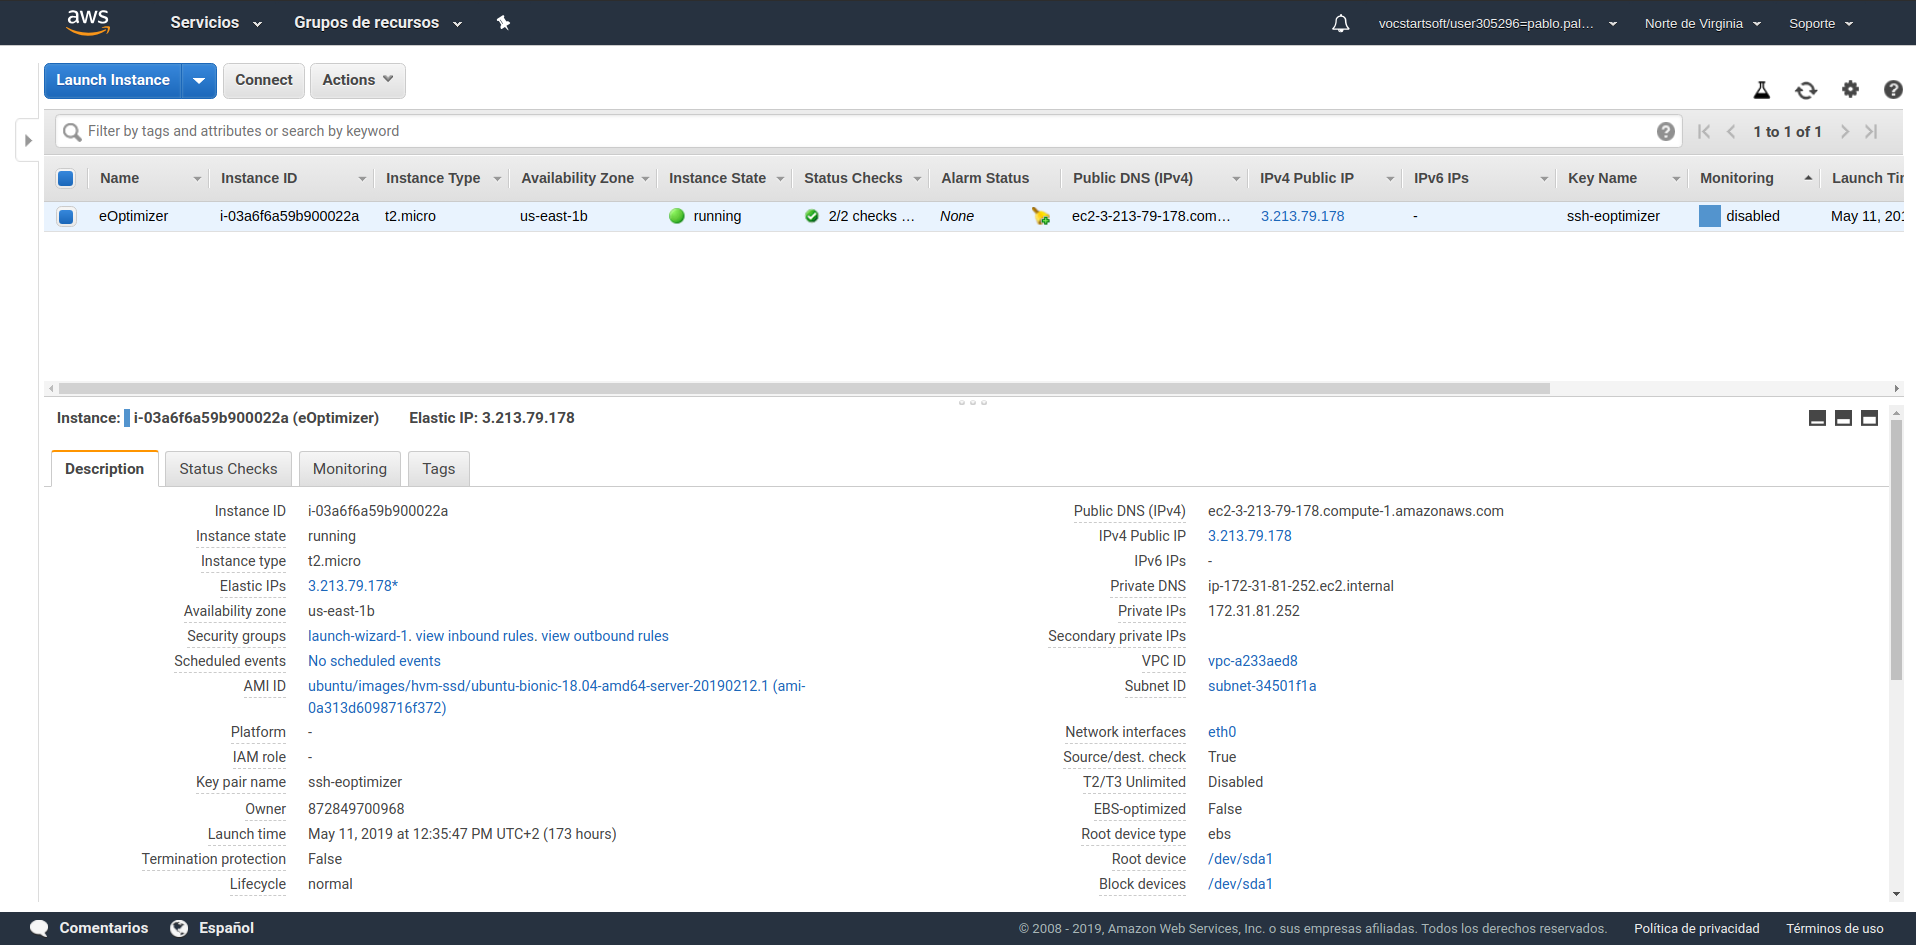 aws Servicios Grupos de recursos vocstartsoft/user305296=pablo.pal... Norte de Virginia Soporte
Launch Instance Connect Actions
Filter by tags and attributes or search by keyword 1 to 1 of 1
Name Instance ID Instance Type Availability Zone Instance State Status Checks Alarm Status Public DNS (IPv4) IPv4 Public IP IPv6 IPs Key Name Monitoring Launch Tir
eOptimizer i-03a6f6a59b900022a t2.micro us-east-1b running 2/2 checks ... None ec2-3-213-79-178.com... 3.213.79.178 - ssh-eoptimizer disabled May 11, 201
Instance: i-03a6f6a59b900022a (eOptimizer) Elastic IP: 3.213.79.178
Description Status Checks Monitoring Tags
Instance ID i-03a6f6a59b900022a Public DNS (IPv4) ec2-3-213-79-178.compute-1.amazonaws.com
Instance state running IPv4 Public IP 3.213.79.178
Instance type t2.micro IPv6 IPs -
Elastic IPs 3.213.79.178* Private DNS ip-172-31-81-252.ec2.internal
Availability zone us-east-1b Private IPs 172.31.81.252
Security groups launch-wizard-1. view inbound rules. view outbound rules Secondary private IPs
Scheduled events No scheduled events VPC ID vpc-a233aed8
AMI ID ubuntu/images/hvm-ssd/ubuntu-bionic-18.04-amd64-server-20190212.1 (ami- Subnet ID subnet-34501f1a
0a313d6098716f372)
Platform - Network interfaces eth0
IAM role - Source/dest. check True
Key pair name ssh-eoptimizer T2/T3 Unlimited Disabled
Owner 872849700968 EBS-optimized False
Launch time May 11, 2019 at 12:35:47 PM UTC+2 (173 hours) Root device type ebs
Termination protection False Root device /dev/sda1
Lifecycle normal Block devices /dev/sda1
Comentarios Español © 2008 - 2019, Amazon Web Services, Inc. o sus empresas afiliadas. Todos los derechos reservados. Política de privacidad Términos de uso